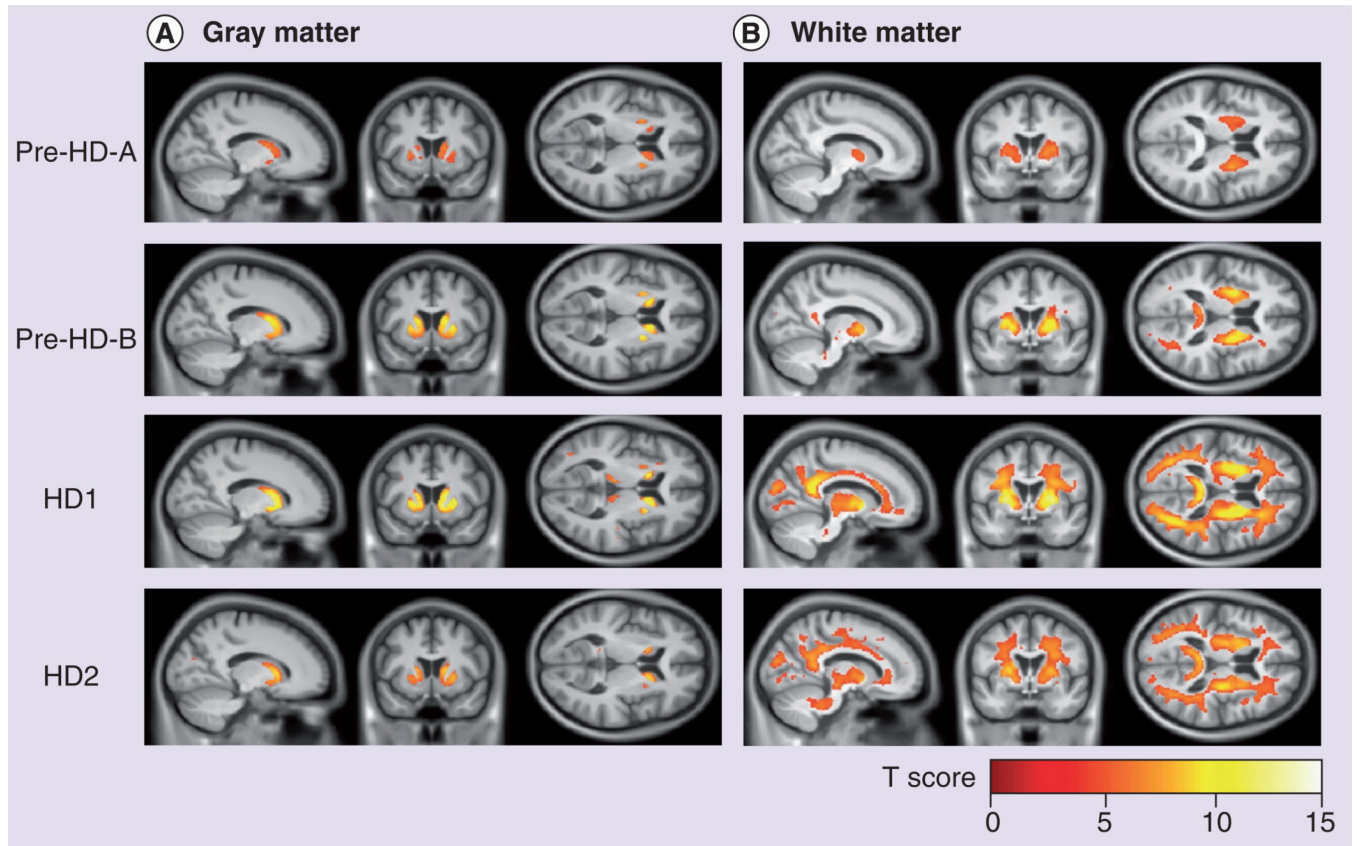 A Gray matter
B White matter
Pre-HD-A
Pre-HD-B
HD1
HD2
T score
0 5 10 15